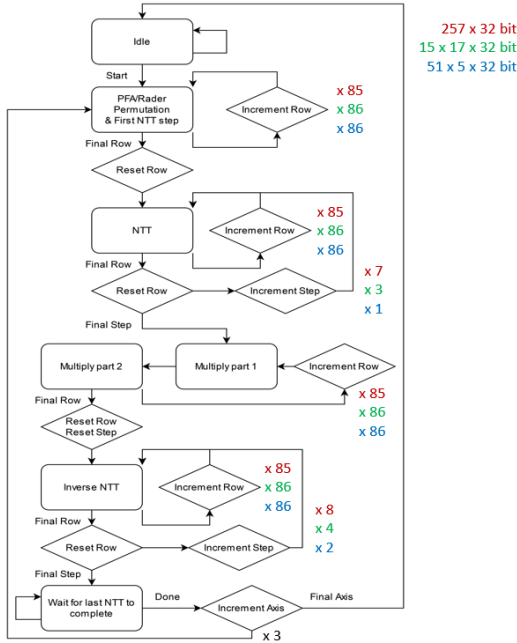 257 x 32 bit
15 x 17 x 32 bit
51 x 5 x 32 bit
Idle
Start
PFA/Rader
Permutation
& First NTT step
Increment Row
x 85
x 86
x 86
Final Row
Reset Row
NTT
Increment Row
x 85
x 86
x 86
Final Row
Reset Row
Increment Step
x 7
x 3
x 1
Final Step
Multiply part 2
Multiply part 1
Increment Row
x 85
x 86
x 86
Final Row
Reset Row
Reset Step
Inverse NTT
Increment Row
x 85
x 86
x 86
Final Row
Reset Row
Increment Step
x 8
x 4
x 2
Final Step
Wait for last NTT to
complete
Done
Increment Axis
Final Axis
x 3